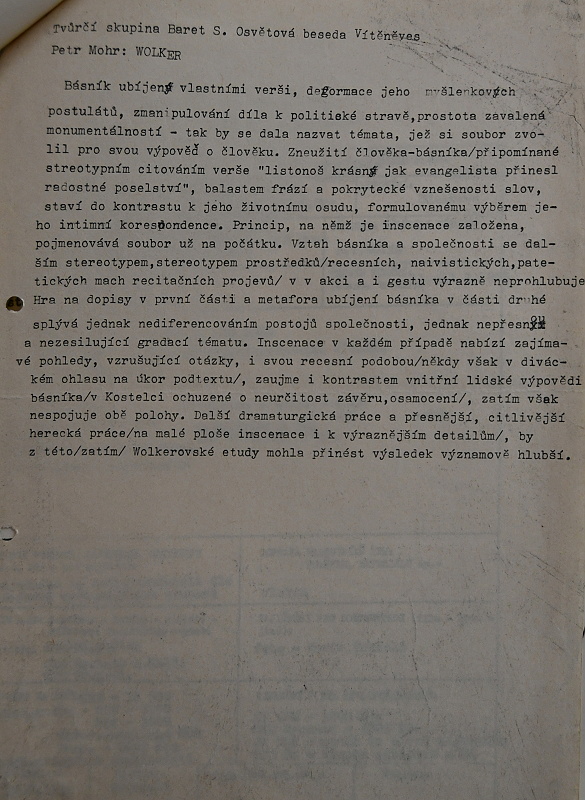 Tvůrčí skupina Baret S. Osvětová beseda Vítěněves
Petr Mohr: WOLKER
Básník ubíjený vlastními verši, deformace jeho myšlenkových
postulátů, zmanipulování díla k politiské stravě,prostota zavalená
monumentálností - tak by se dala nazvat témata, jež si soubor zvo-
lil pro svou výpověď o člověku. Zneužití člověka-básníka/připomínané
streotypním citováním verše "listonoš krásný jak evangelista přinesl
radostné poselství", balastem frází a pokrytecké vznešenosti slov,
staví do kontrastu k jeho životnímu osudu, formulovanému výběrem je-
ho intimní korespondence. Princip, na němž je inscenace založena,
pojmenovává soubor už na počátku. Vztah básníka a společnosti se dal-
ším stereotypem,stereotypem prostředků/recesních, naivistických,pate-
tických mach recitačních projevů/ v v akci a i gestu výrazně neprohlubuje
Hra na dopisy v první části a metafora ubíjení básníka v části druhé
splývá jednak nediferencováním postojů společnosti, jednak nepřesnou
a nezesilující gradací tématu. Inscenace v každém případě nabízí zajíma-
vé pohledy, vzrušující otázky, i svou recesní podobou/někdy však v divác-
kém ohlasu na úkor podtextu/, zaujme i kontrastem vnitřní lidské výpovědi
básníka/v Kostelci ochuzené o neurčitost závěru,osamocení/, zatím však
nespojuje obě polohy. Další dramaturgická práce a přesnější, citlivější
herecká práce/na malé ploše inscenace i k výraznějším detailům/, by
z této/zatím/ Wolkerovské etudy mohla přinést výsledek významově hlubší.